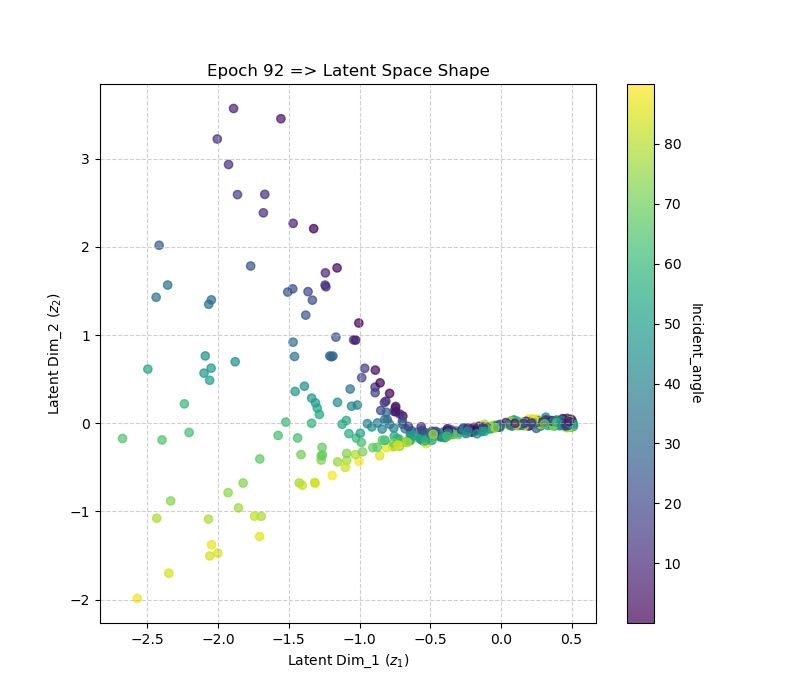 Epoch 92 => Latent Space Shape
3
2
1
0
−1
−2
Latent Dim_2 (z₂)
−2.5 −2.0 −1.5 −1.0 −0.5 0.0 0.5
Latent Dim_1 (z₁)
80
70
60
50
40
30
20
10
Incident_angle